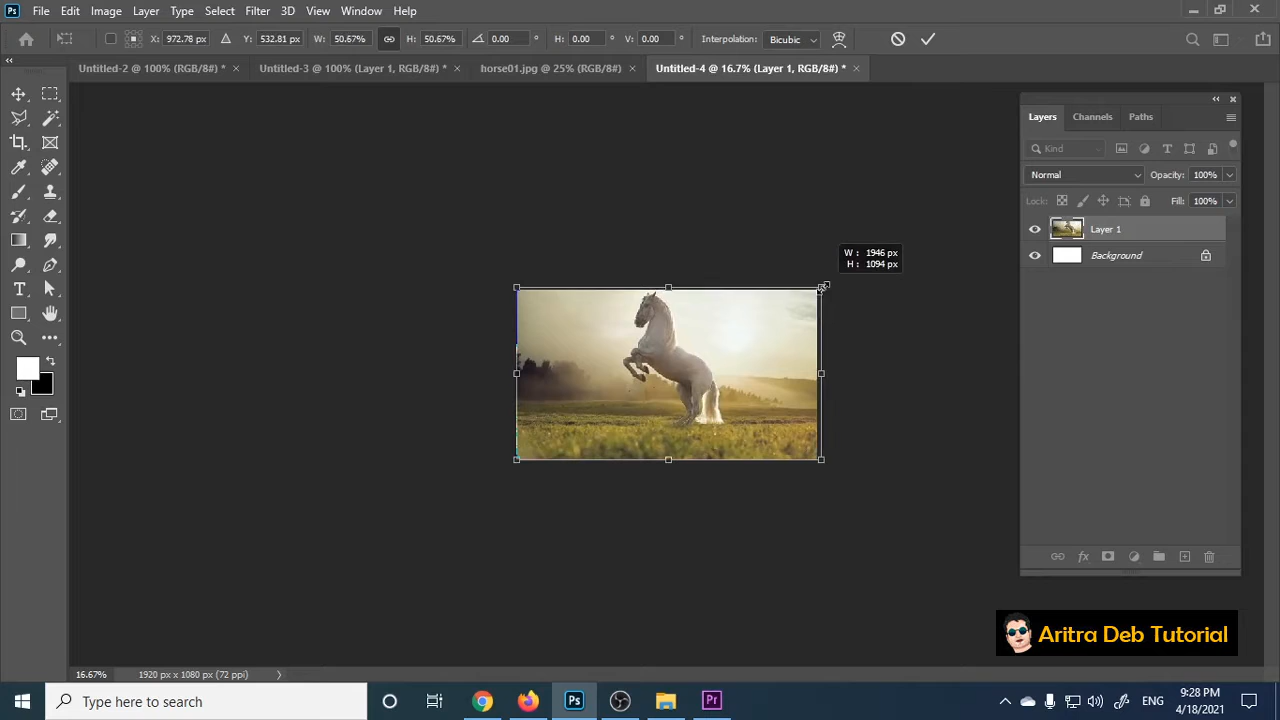 Ps File Edit Image Layer Type Select Filter 3D View Window Help
X: 972.78 px Y: 532.81 px W: 50.67% H: 50.67% 0.00 ° H: 0.00 ° V: 0.00 ° Interpolation: Bicubic
Untitled-2 @ 100% (RGB/8#) * × Untitled-3 @ 100% (Layer 1, RGB/8#) * × horse01.jpg @ 25% (RGB/8#) × Untitled-4 @ 16.7% (Layer 1, RGB/8#) * ×
Layers Channels Paths
Kind
Normal Opacity: 100%
Lock: Fill: 100%
Layer 1
Background
W : 1946 px
H : 1094 px
fx
Aritra Deb Tutorial
16.67% 1920 px x 1080 px (72 ppi)
Type here to search
Ps
Pr
ENG
9:28 PM
4/18/2021